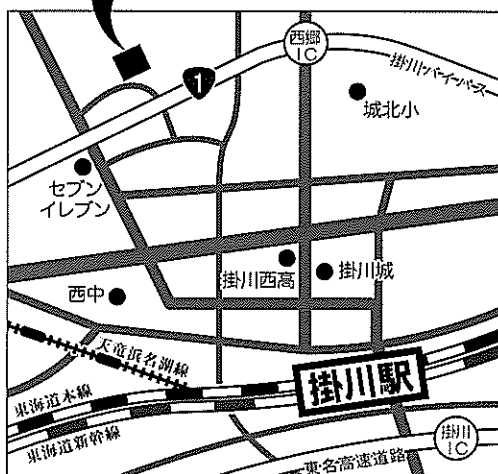 西郷
IC
掛川バイパス
1
城北小
セブン
イレブン
掛川西高
掛川城
西中
天竜浜名湖線
掛川駅
東海道本線
東海道新幹線
掛川
IC
東名高速道路